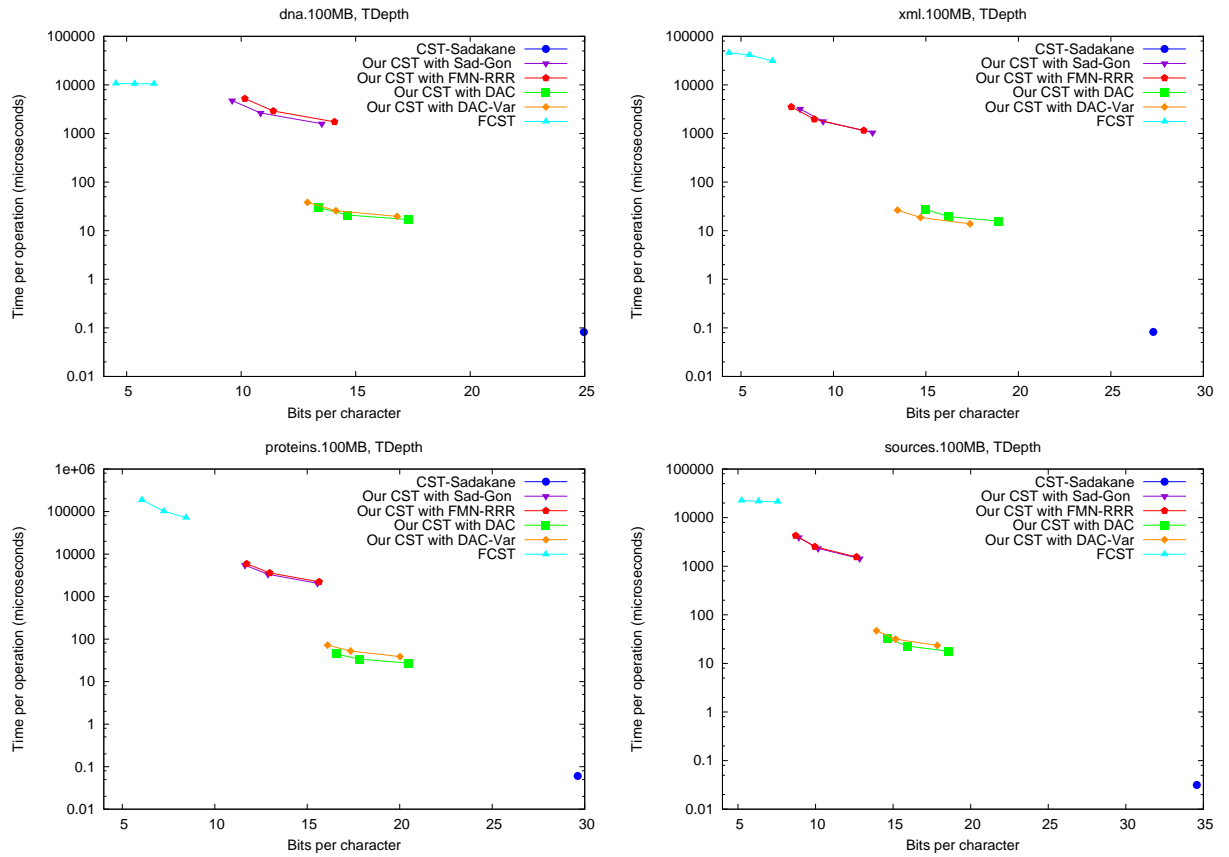 dna.100MB, TDepth
100000
10000
1000
100
10
1
0.1
0.01
5
10
15
20
25
Time per operation (microseconds)
Bits per character
CST-Sadakane
Our CST with Sad-Gon
Our CST with FMN-RRR
Our CST with DAC
Our CST with DAC-Var
FCST
xml.100MB, TDepth
100000
10000
1000
100
10
1
0.1
0.01
5
10
15
20
25
30
Time per operation (microseconds)
Bits per character
CST-Sadakane
Our CST with Sad-Gon
Our CST with FMN-RRR
Our CST with DAC
Our CST with DAC-Var
FCST
proteins.100MB, TDepth
1e+06
100000
10000
1000
100
10
1
0.1
0.01
5
10
15
20
25
30
Time per operation (microseconds)
Bits per character
CST-Sadakane
Our CST with Sad-Gon
Our CST with FMN-RRR
Our CST with DAC
Our CST with DAC-Var
FCST
sources.100MB, TDepth
100000
10000
1000
100
10
1
0.1
0.01
5
10
15
20
25
30
35
Time per operation (microseconds)
Bits per character
CST-Sadakane
Our CST with Sad-Gon
Our CST with FMN-RRR
Our CST with DAC
Our CST with DAC-Var
FCST